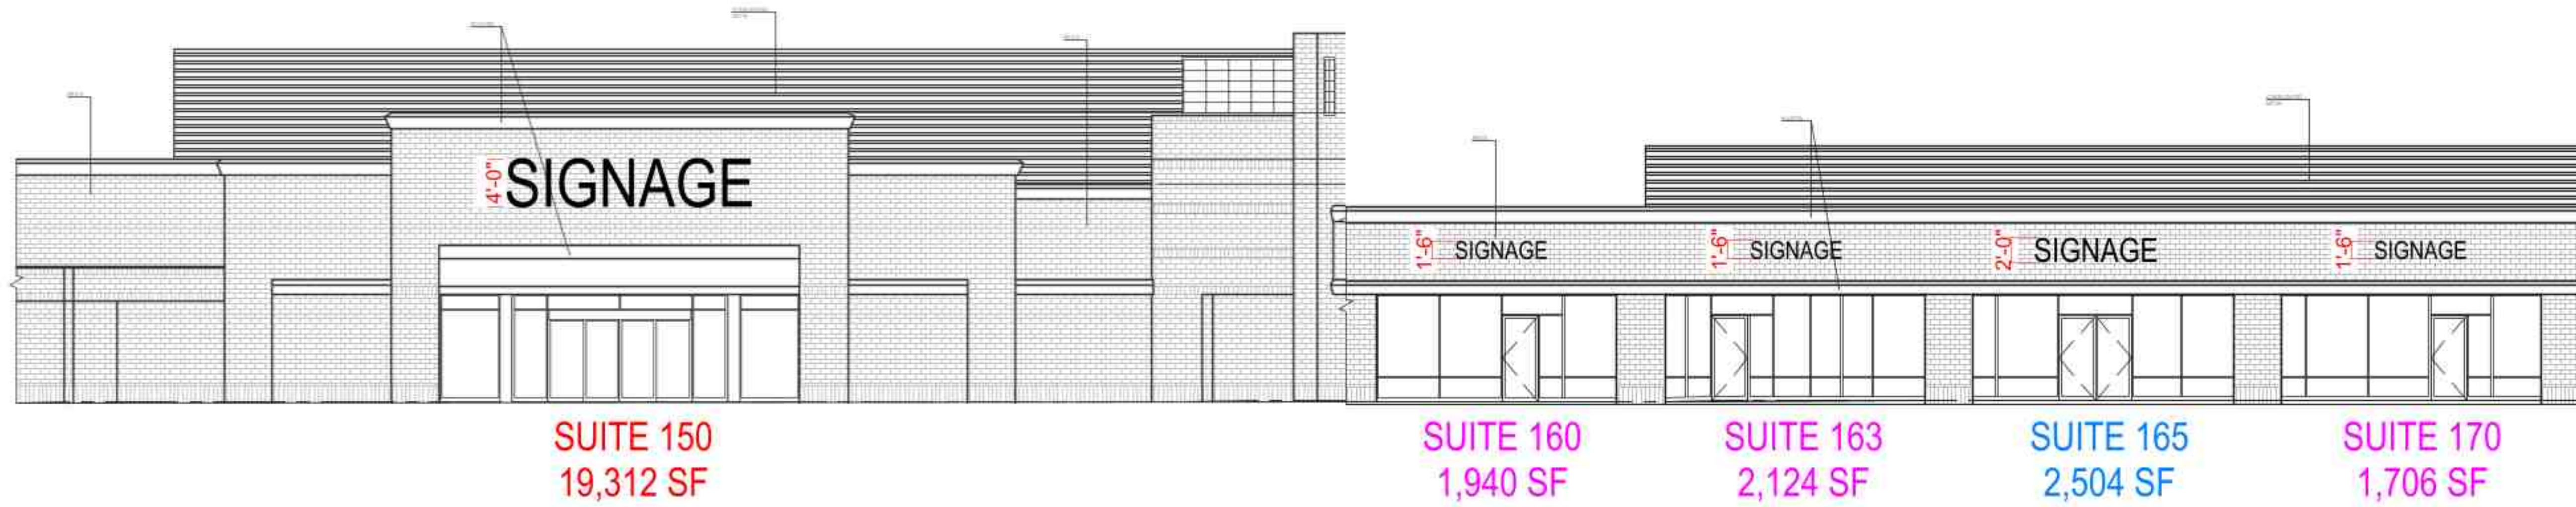 4'-0"
SIGNAGE
1'-6"
SIGNAGE
1'-6"
SIGNAGE
2'-0"
SIGNAGE
1'-6"
SIGNAGE
SUITE 150
19,312 SF
SUITE 160
1,940 SF
SUITE 163
2,124 SF
SUITE 165
2,504 SF
SUITE 170
1,706 SF